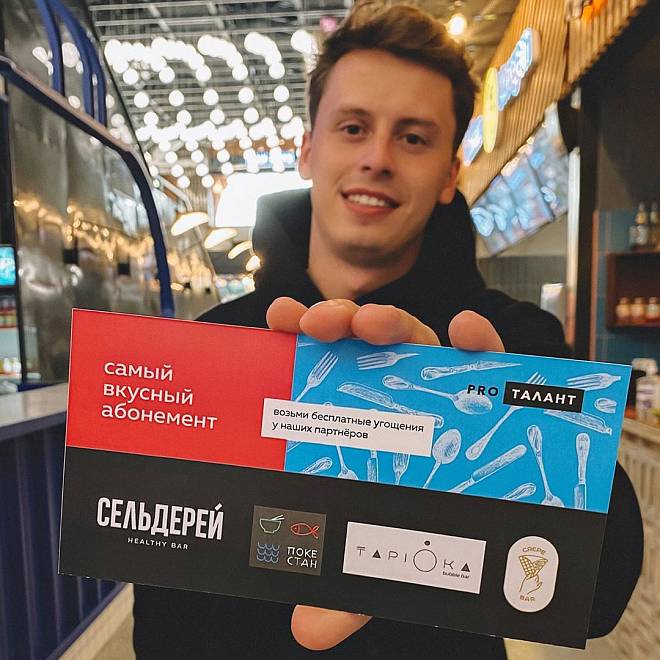 самый
вкусный
абонемент
PRO ТАЛАНТ
возьми бесплатные угощения
у наших партнёров
СЕЛЬДЕРЕЙ
HEALTHY BAR
ПОКЕ
СТАН
TAPIOKA
bubble bar
CREPE
BAR